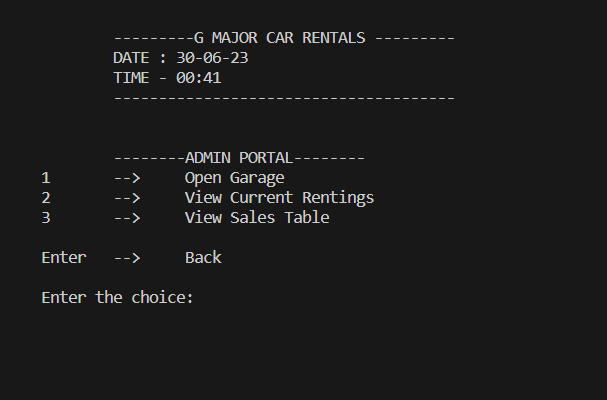 ---------G MAJOR CAR RENTALS ---------
DATE : 30-06-23
TIME - 00:41
--------------------------------------
--------ADMIN PORTAL--------
1 --> Open Garage
2 --> View Current Rentings
3 --> View Sales Table
Enter --> Back
Enter the choice: